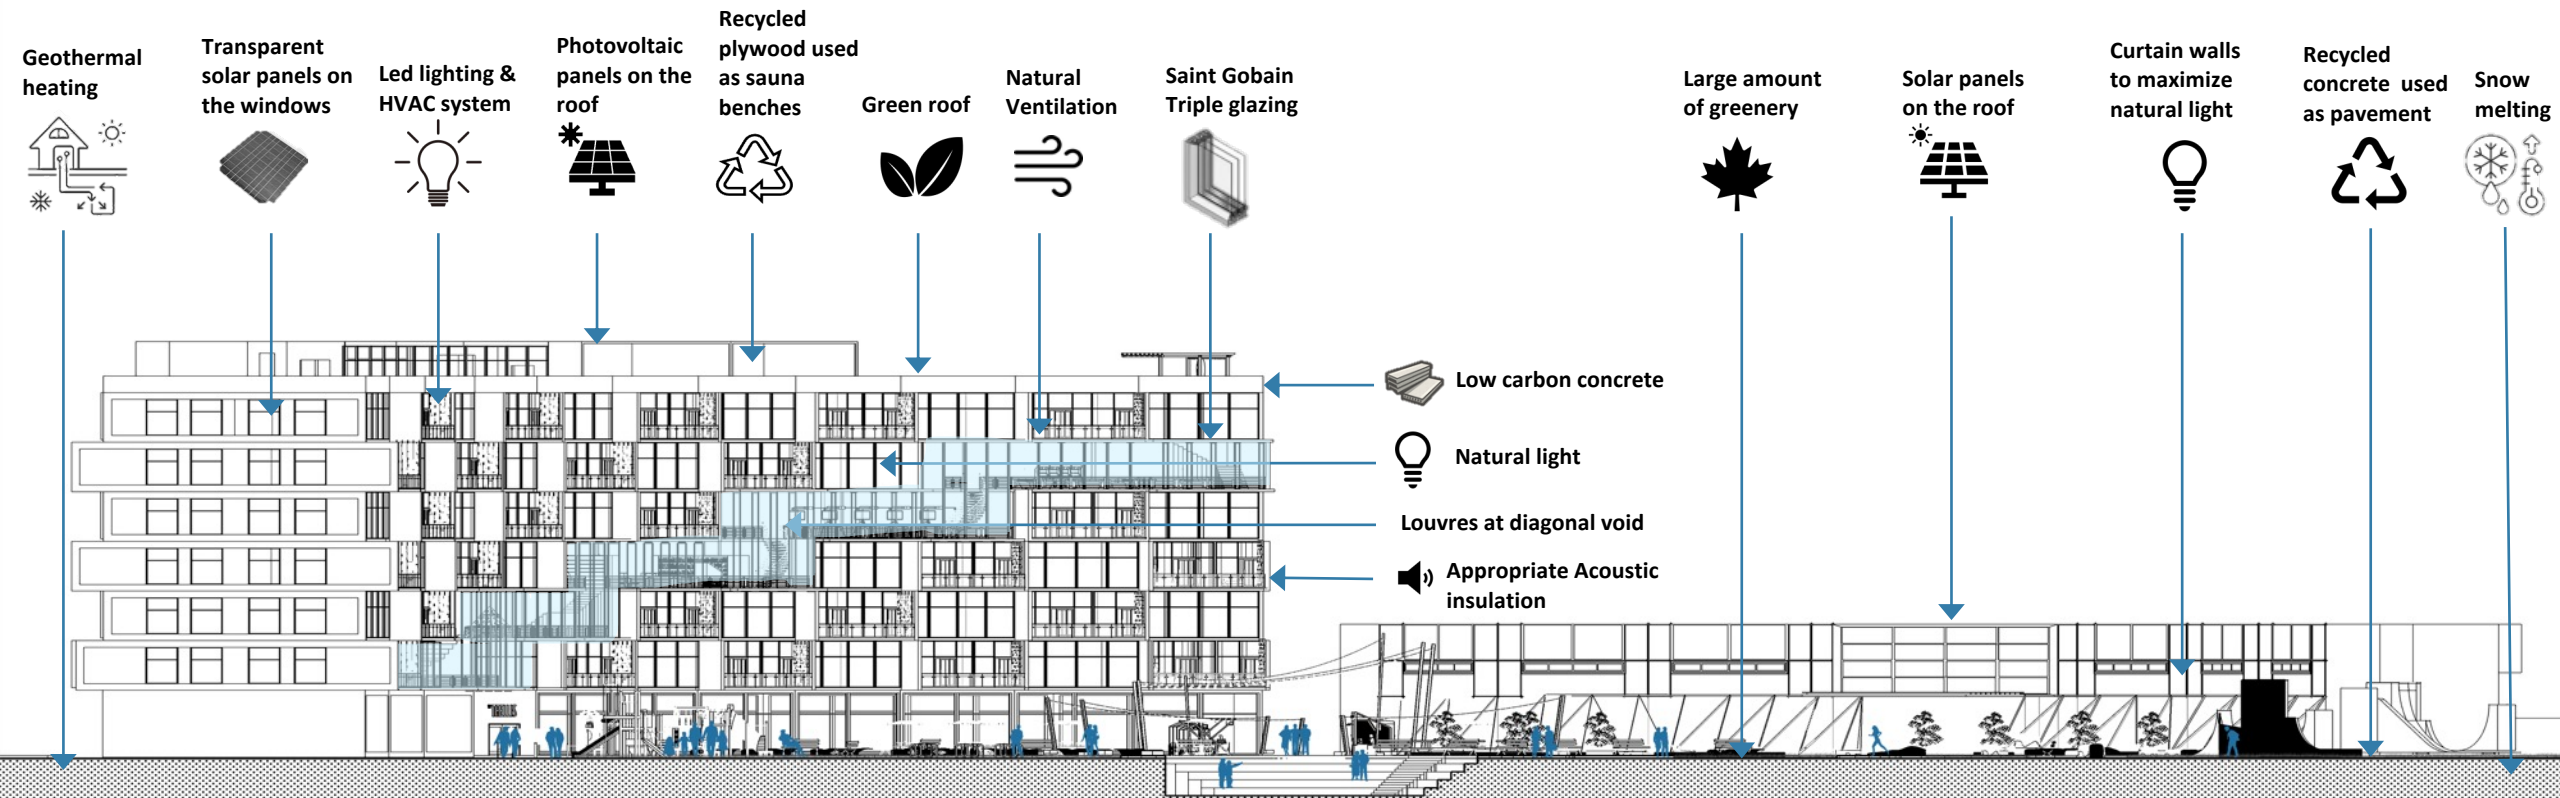 Geothermal
heating
Transparent
solar panels on
the windows
Led lighting &
HVAC system
Photovoltaic
panels on the
roof
Recycled
plywood used
as sauna
benches
Green roof
Natural
Ventilation
Saint Gobain
Triple glazing
Large amount
of greenery
Solar panels
on the roof
Curtain walls
to maximize
natural light
Recycled
concrete used
as pavement
Snow
melting
Low carbon concrete
Natural light
Louvres at diagonal void
Appropriate Acoustic
insulation